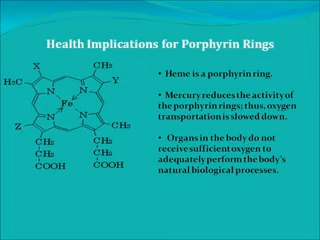 Health Implications for Porphyrin Rings
X
CH₃
H₃C
Y
N
N
Fe
N
N
Z
CH₃
CH₂
CH₂
CH₂
CH₂
COOH
COOH
• Heme is a porphyrin ring.
• Mercury reduces the activity of
the porphyrin rings; thus, oxygen
transportation is slowed down.
• Organs in the body do not
receive sufficient oxygen to
adequately perform the body's
natural biological processes.